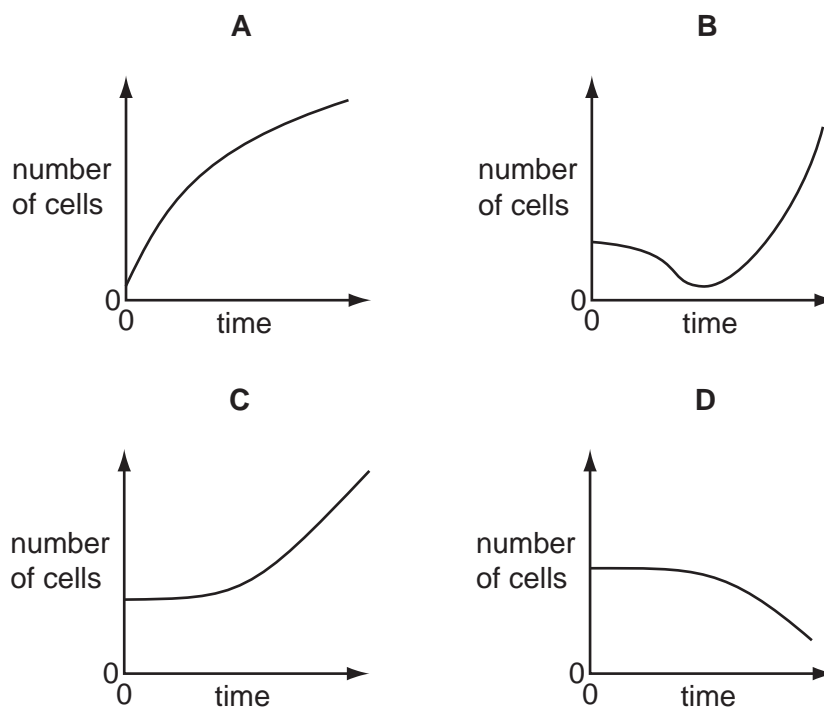 A
number
of cells
0
0
time
B
number
of cells
0
0
time
C
number
of cells
0
0
time
D
number
of cells
0
0
time